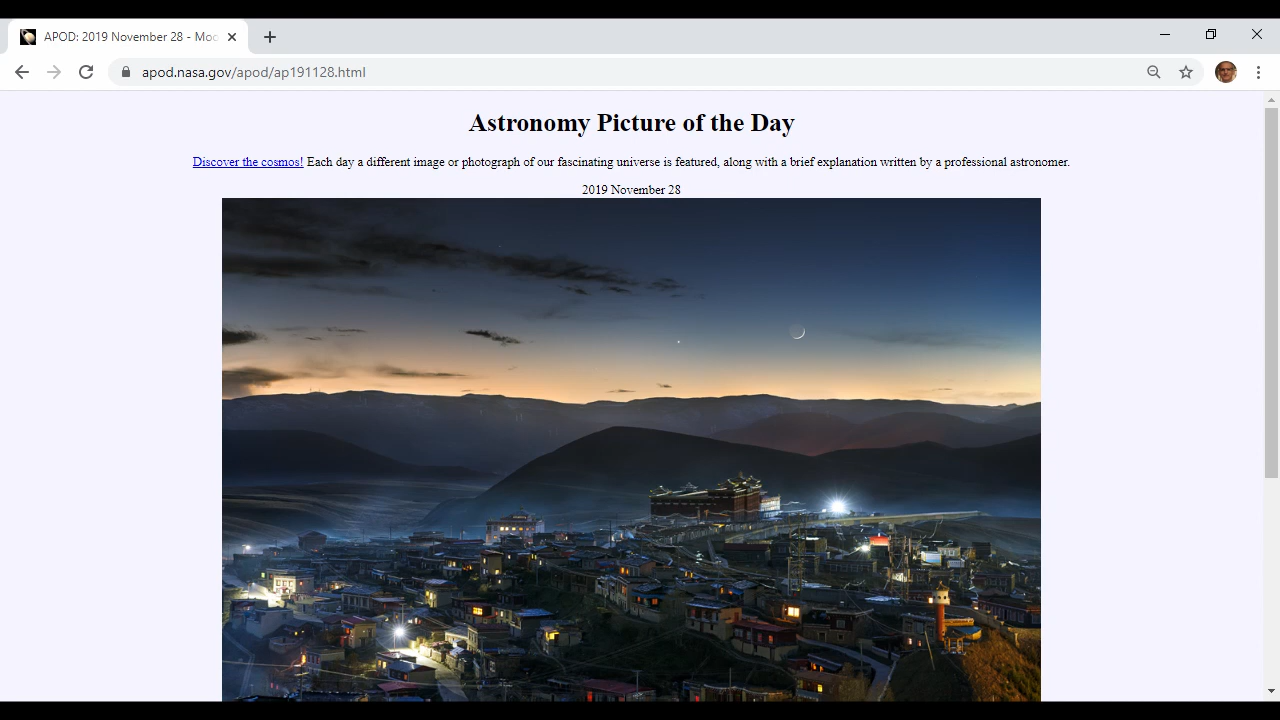 APOD: 2019 November 28 - Moo
apod.nasa.gov/apod/ap191128.html
Astronomy Picture of the Day
Discover the cosmos! Each day a different image or photograph of our fascinating universe is featured, along with a brief explanation written by a professional astronomer.
2019 November 28